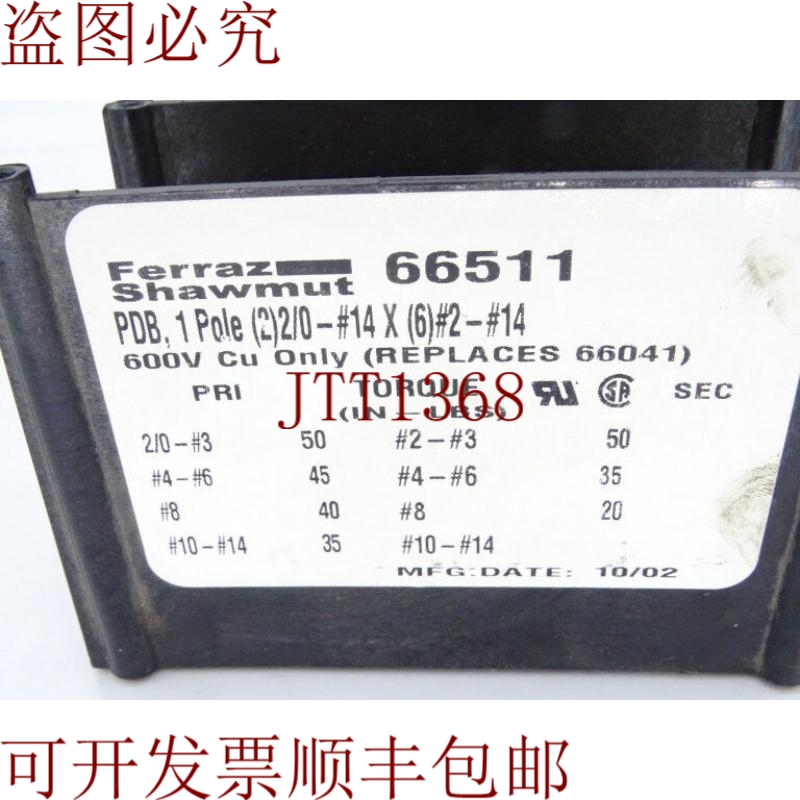 盗图必究
Ferraz
Shawmut 66511
PDB, 1 Pole (2)2/0-#14 X (6)#2-#14
600V Cu Only (REPLACES 66041)
PRI TORQUE SEC
(IN-LBS)
JTT1368
2/0-#3 50 #2-#3 50
#4-#6 45 #4-#6 35
#8 40 #8 20
#10-#14 35 #10-#14
MFG:DATE: 10/02
可开发票顺丰包邮